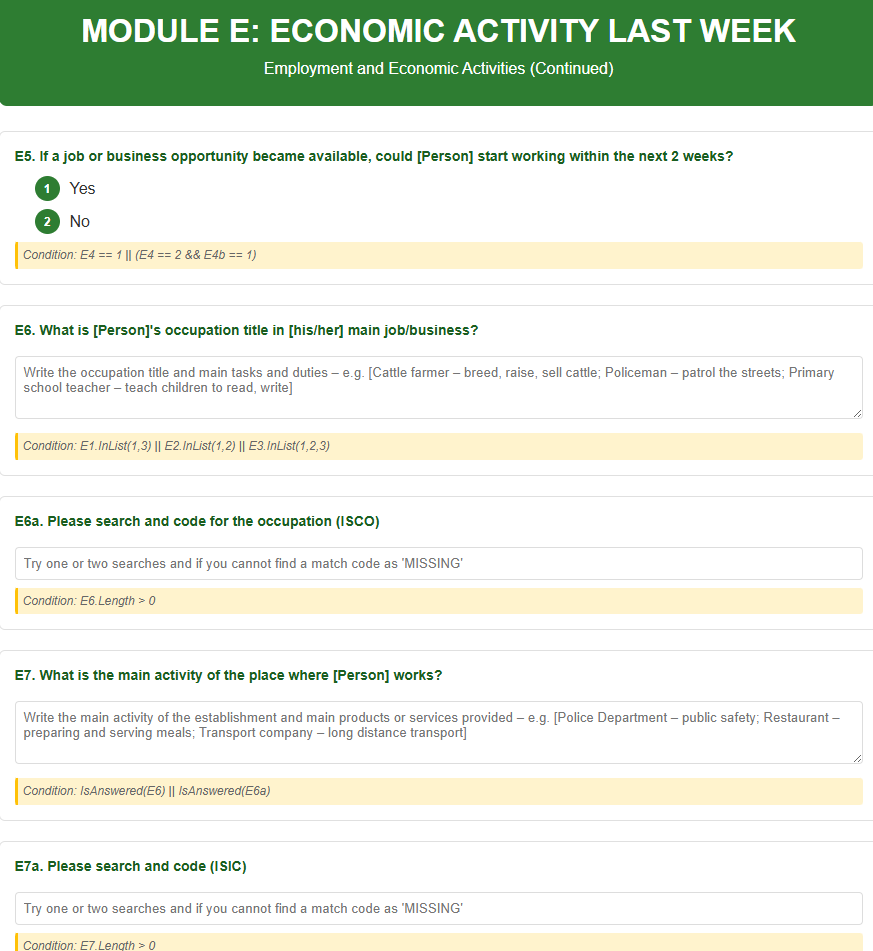 MODULE E: ECONOMIC ACTIVITY LAST WEEK
Employment and Economic Activities (Continued)
E5. If a job or business opportunity became available, could [Person] start working within the next 2 weeks?
1 Yes
2 No
Condition: E4 == 1 || (E4 == 2 && E4b == 1)
E6. What is [Person]'s occupation title in [his/her] main job/business?
Write the occupation title and main tasks and duties – e.g. [Cattle farmer – breed, raise, sell cattle; Policeman – patrol the streets; Primary
school teacher – teach children to read, write]
Condition: E1.InList(1,3) || E2.InList(1,2) || E3.InList(1,2,3)
E6a. Please search and code for the occupation (ISCO)
Try one or two searches and if you cannot find a match code as 'MISSING'
Condition: E6.Length > 0
E7. What is the main activity of the place where [Person] works?
Write the main activity of the establishment and main products or services provided – e.g. [Police Department – public safety; Restaurant –
preparing and serving meals; Transport company – long distance transport]
Condition: IsAnswered(E6) || IsAnswered(E6a)
E7a. Please search and code (ISIC)
Try one or two searches and if you cannot find a match code as 'MISSING'
Condition: E7.Length > 0